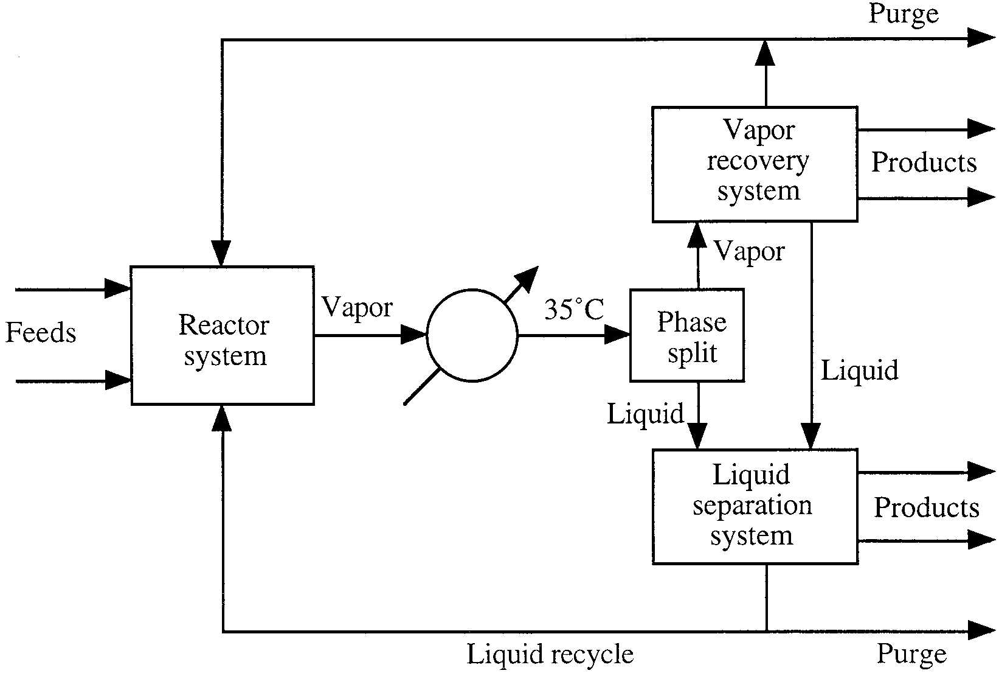 Purge
Vapor
recovery
system
Products
Vapor
Feeds
Reactor
system
Vapor
35°C
Phase
split
Liquid
Liquid
Liquid
separation
system
Products
Liquid recycle
Purge